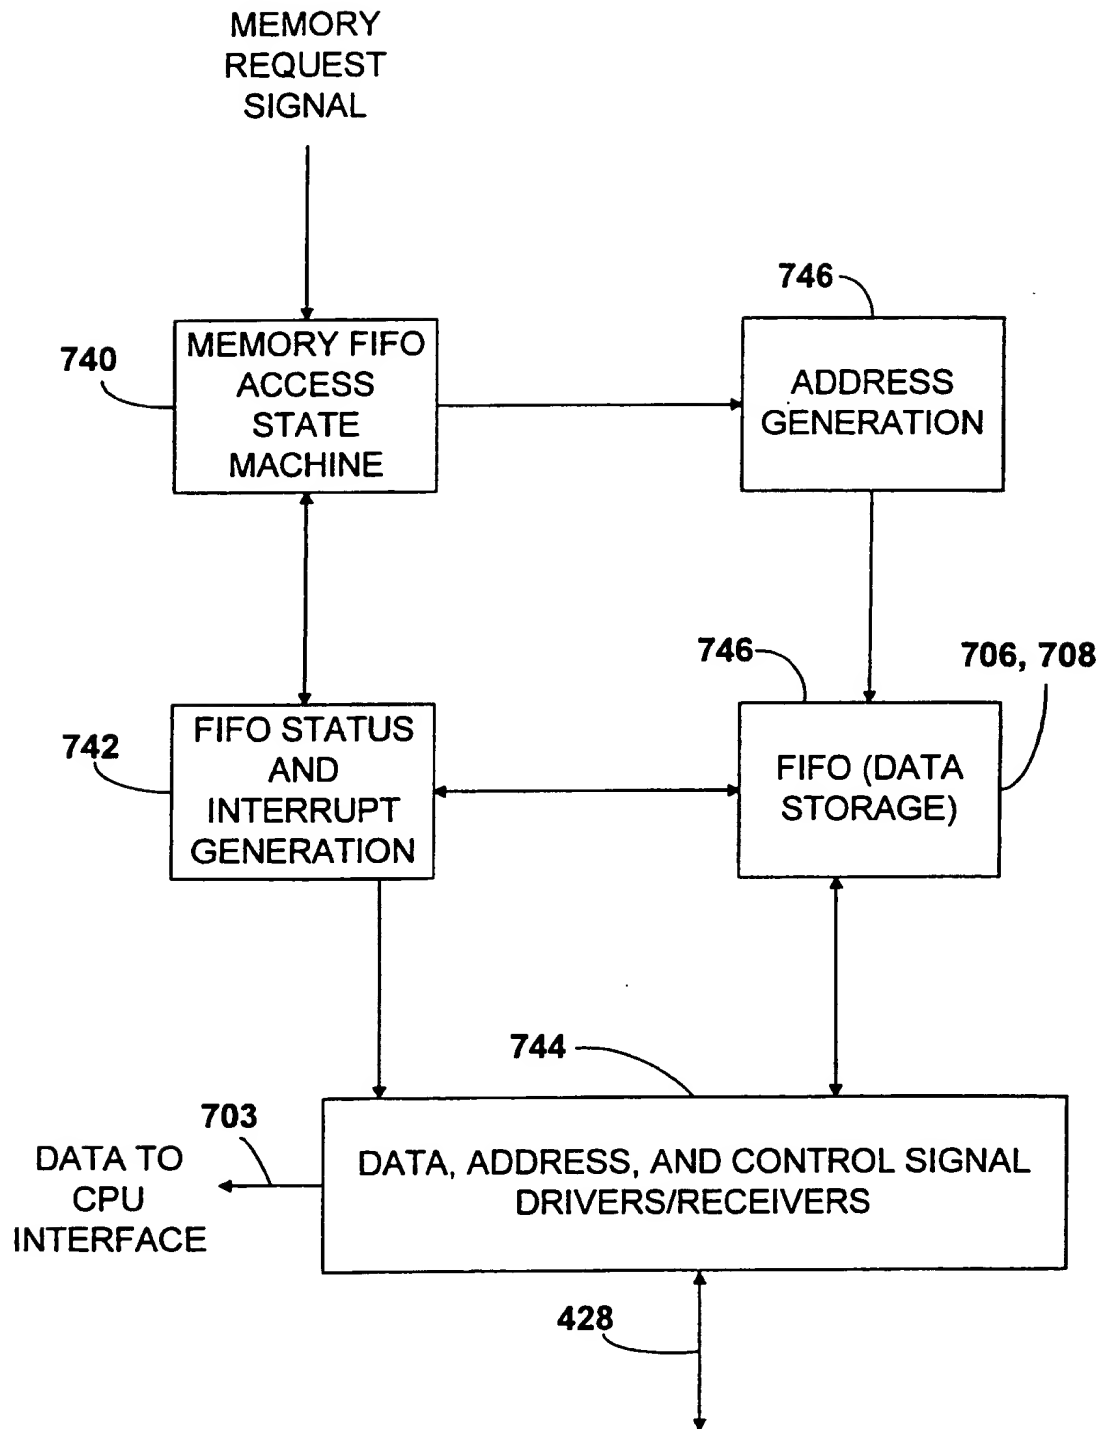 MEMORY
REQUEST
SIGNAL
746
740
MEMORY FIFO
ACCESS
STATE
MACHINE
ADDRESS
GENERATION
746
706, 708
742
FIFO STATUS
AND
INTERRUPT
GENERATION
FIFO (DATA
STORAGE)
744
703
DATA TO
CPU
INTERFACE
DATA, ADDRESS, AND CONTROL SIGNAL
DRIVERS/RECEIVERS
428